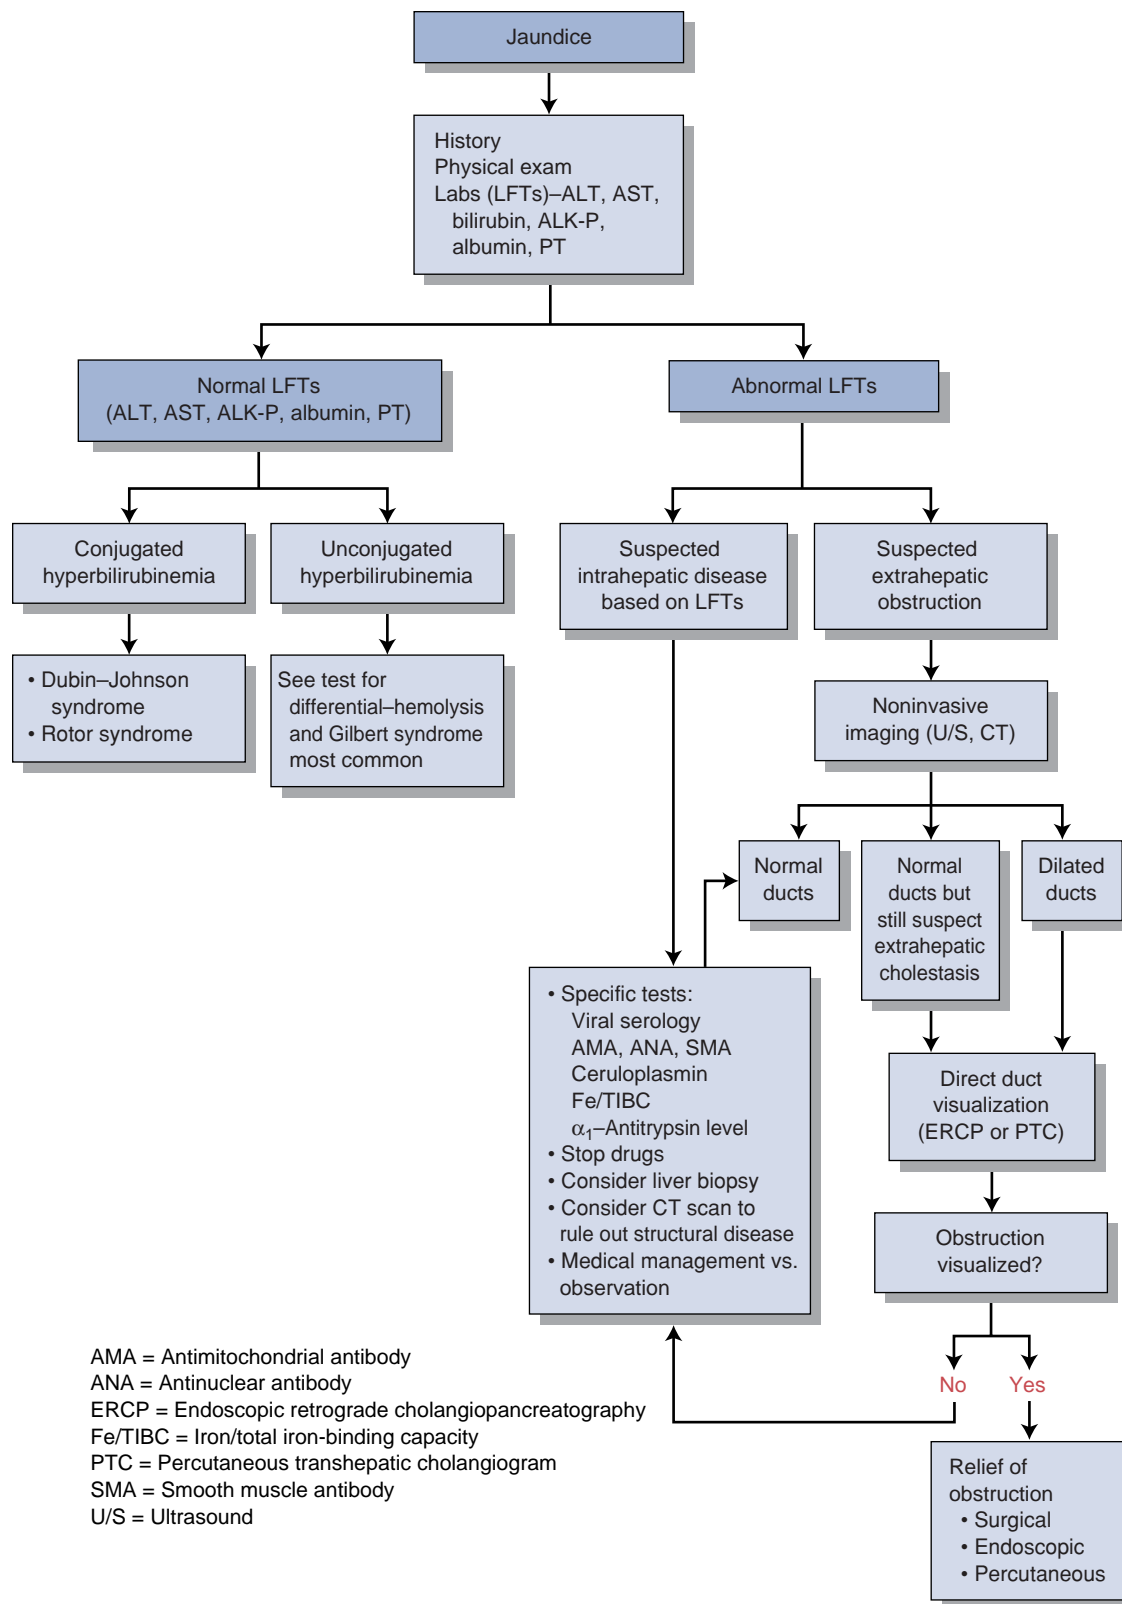 Jaundice
History
Physical exam
Labs (LFTs)–ALT, AST,
bilirubin, ALK-P,
albumin, PT
Normal LFTs
(ALT, AST, ALK-P, albumin, PT)
Abnormal LFTs
Conjugated
hyperbilirubinemia
Unconjugated
hyperbilirubinemia
Suspected
intrahepatic disease
based on LFTs
Suspected
extrahepatic
obstruction
• Dubin–Johnson
syndrome
• Rotor syndrome
See test for
differential–hemolysis
and Gilbert syndrome
most common
Noninvasive
imaging (U/S, CT)
Normal
ducts
Normal
ducts but
still suspect
extrahepatic
cholestasis
Dilated
ducts
• Specific tests:
Viral serology
AMA, ANA, SMA
Ceruloplasmin
Fe/TIBC
α₁–Antitrypsin level
• Stop drugs
• Consider liver biopsy
• Consider CT scan to
rule out structural disease
• Medical management vs.
observation
Direct duct
visualization
(ERCP or PTC)
Obstruction
visualized?
No
Yes
Relief of
obstruction
• Surgical
• Endoscopic
• Percutaneous
AMA = Antimitochondrial antibody
ANA = Antinuclear antibody
ERCP = Endoscopic retrograde cholangiopancreatography
Fe/TIBC = Iron/total iron-binding capacity
PTC = Percutaneous transhepatic cholangiogram
SMA = Smooth muscle antibody
U/S = Ultrasound